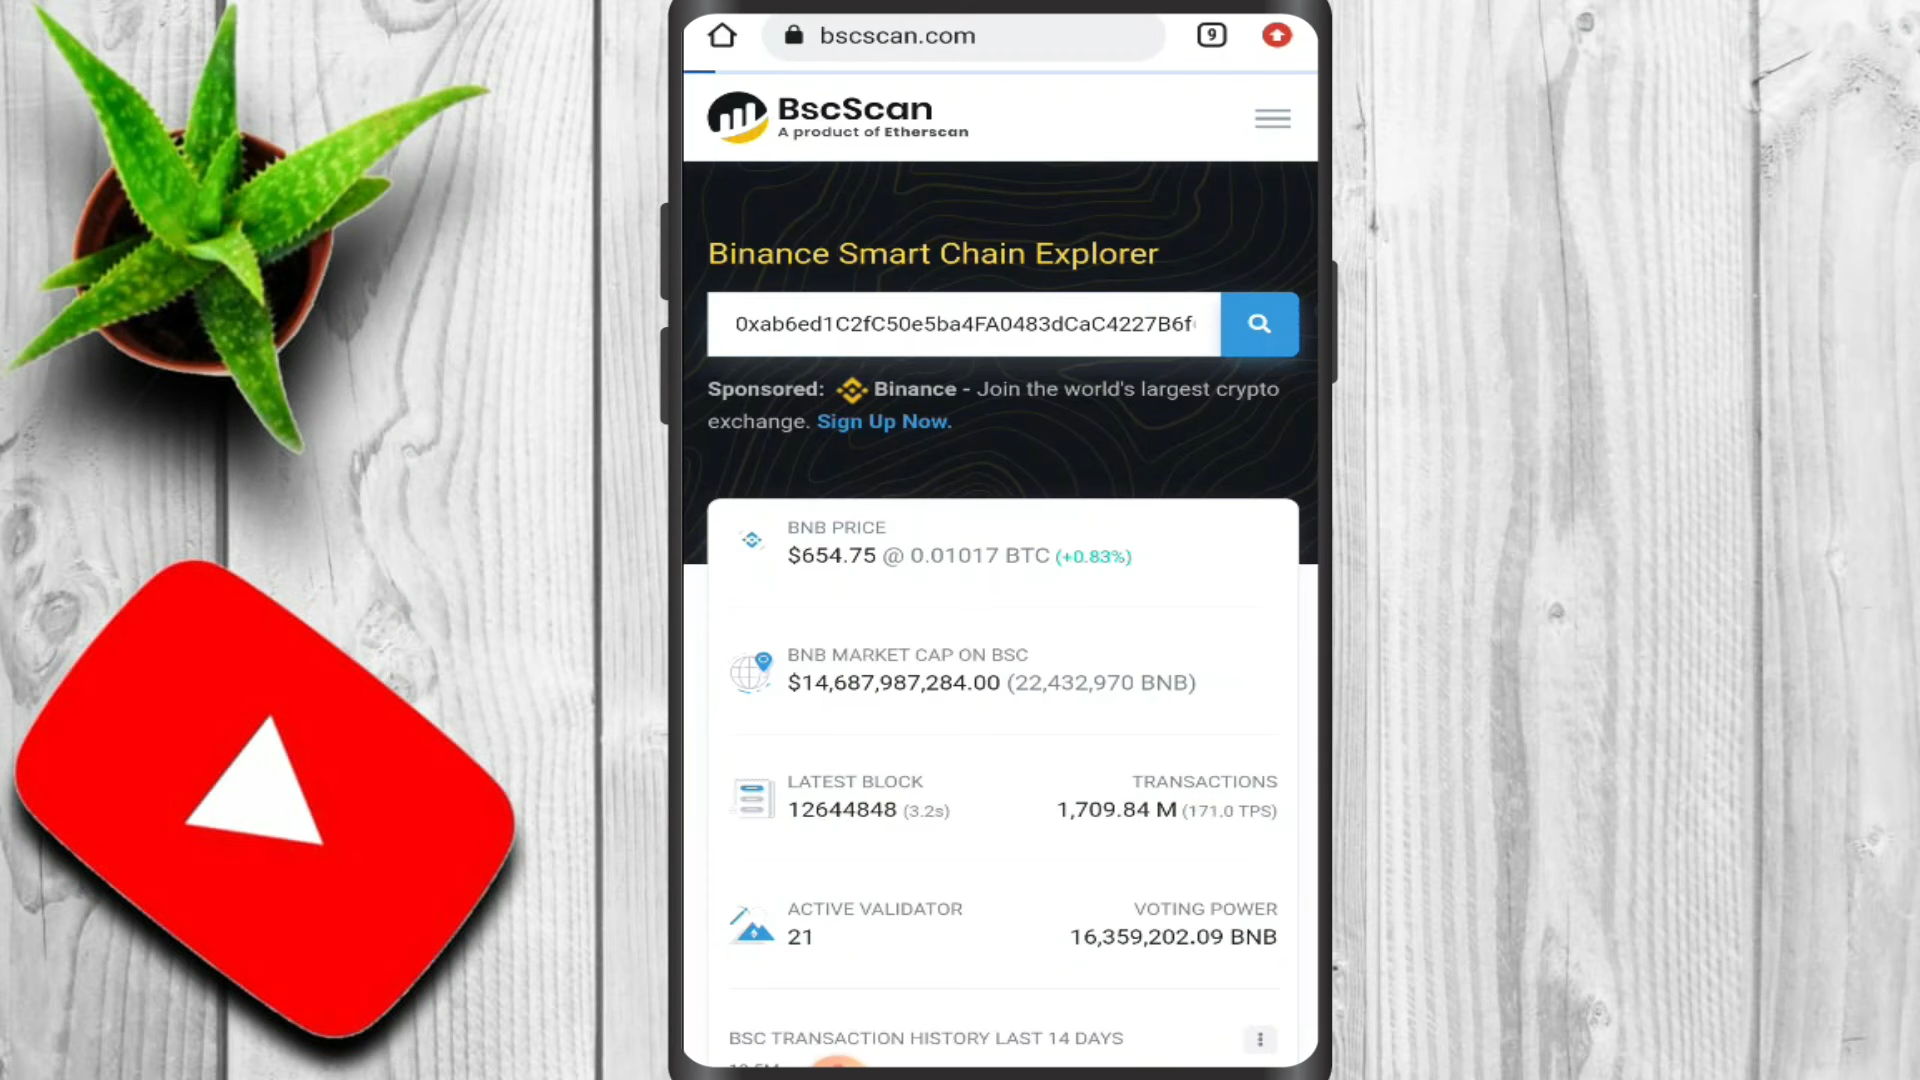 bscscan.com
9
BscScan
A product of Etherscan
Binance Smart Chain Explorer
0xab6ed1C2fC50e5ba4FA0483dCaC4227B6f
Sponsored: Binance - Join the world's largest crypto
exchange. Sign Up Now.
BNB PRICE
$654.75 @ 0.01017 BTC (+0.83%)
BNB MARKET CAP ON BSC
$14,687,987,284.00 (22,432,970 BNB)
LATEST BLOCK
12644848 (3.2s)
TRANSACTIONS
1,709.84 M (171.0 TPS)
ACTIVE VALIDATOR
21
VOTING POWER
16,359,202.09 BNB
BSC TRANSACTION HISTORY LAST 14 DAYS